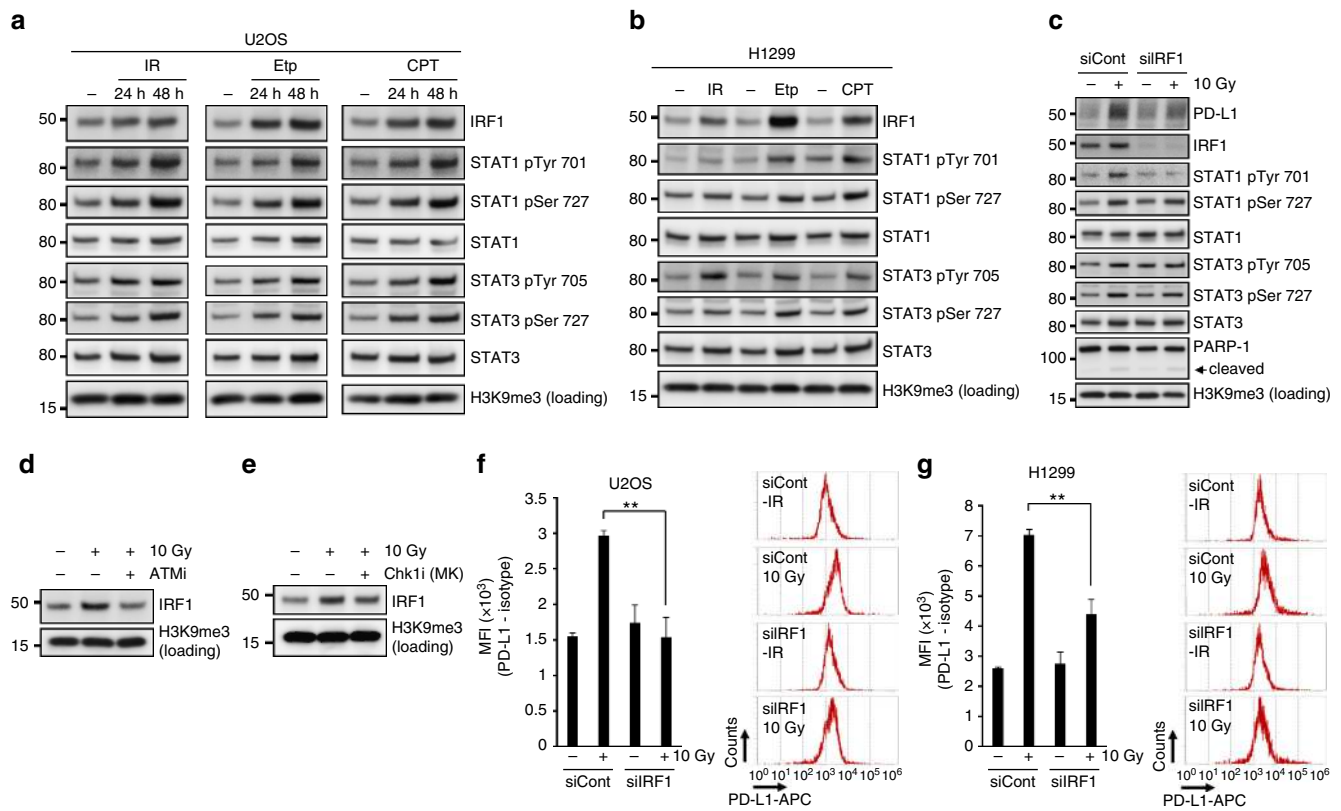 a
U2OS
IR Etp CPT
– 24 h 48 h – 24 h 48 h – 24 h 48 h
50 IRF1
80 STAT1 pTyr 701
80 STAT1 pSer 727
80 STAT1
80 STAT3 pTyr 705
80 STAT3 pSer 727
80 STAT3
15 H3K9me3 (loading)
b
H1299
– IR – Etp – CPT
50 IRF1
80 STAT1 pTyr 701
80 STAT1 pSer 727
80 STAT1
80 STAT3 pTyr 705
80 STAT3 pSer 727
80 STAT3
15 H3K9me3 (loading)
c
siCont siIRF1
– + – + 10 Gy
50 PD-L1
50 IRF1
80 STAT1 pTyr 701
80 STAT1 pSer 727
80 STAT1
80 STAT3 pTyr 705
80 STAT3 pSer 727
80 STAT3
PARP-1
100
cleaved
15 H3K9me3 (loading)
d
– + + 10 Gy
– – + ATMi
50 IRF1
15 H3K9me3
(loading)
e
– + + 10 Gy
– – + Chk1i (MK)
50 IRF1
15 H3K9me3
(loading)
f
U2OS
MFI (×10³)
(PD-L1 - isotype)
3.5
3
2.5
2
1.5
1
0.5
0
**
– + – + 10 Gy
siCont siIRF1
siCont
-IR
siCont
10 Gy
siIRF1
-IR
siIRF1
10 Gy
Counts
10⁰ 10¹ 10² 10³ 10⁴ 10⁵ 10⁶
PD-L1-APC
g
H1299
MFI (×10³)
(PD-L1 - isotype)
8
7
6
5
4
3
2
1
0
**
– + – + 10 Gy
siCont siIRF1
siCont
-IR
siCont
10 Gy
siIRF1
-IR
siIRF1
10 Gy
Counts
10⁰ 10¹ 10² 10³ 10⁴ 10⁵ 10⁶
PD-L1-APC